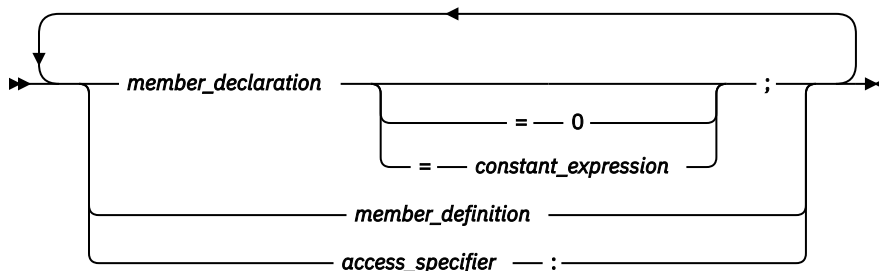 member_declaration ;
= 0
= constant_expression
member_definition
access_specifier :